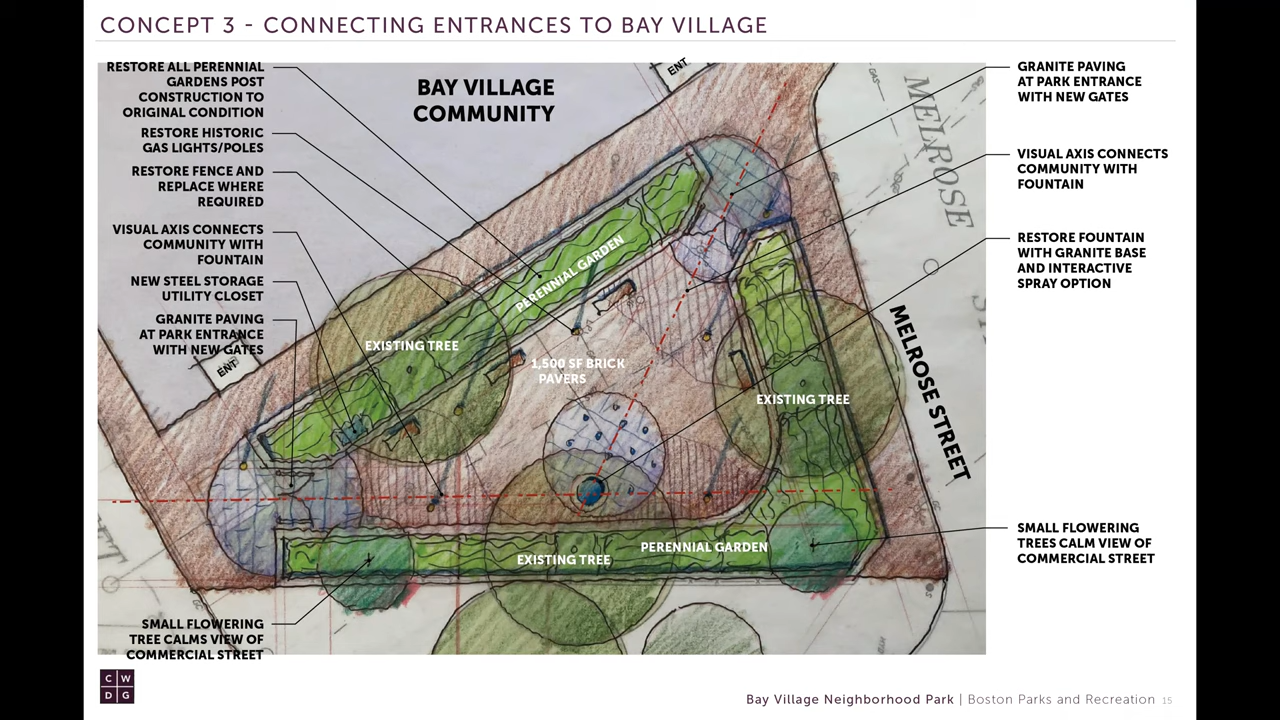 CONCEPT 3 - CONNECTING ENTRANCES TO BAY VILLAGE
RESTORE ALL PERENNIAL
GARDENS POST
CONSTRUCTION TO
ORIGINAL CONDITION
RESTORE HISTORIC
GAS LIGHTS/POLES
RESTORE FENCE AND
REPLACE WHERE
REQUIRED
VISUAL AXIS CONNECTS
COMMUNITY WITH
FOUNTAIN
NEW STEEL STORAGE
UTILITY CLOSET
GRANITE PAVING
AT PARK ENTRANCE
WITH NEW GATES
SMALL FLOWERING
TREE CALMS VIEW OF
COMMERCIAL STREET
BAY VILLAGE
COMMUNITY
ENT
ENT
MELROSE
PERENNIAL GARDEN
EXISTING TREE
1,500 SF BRICK
PAVERS
EXISTING TREE
MELROSE STREET
EXISTING TREE
PERENNIAL GARDEN
GRANITE PAVING
AT PARK ENTRANCE
WITH NEW GATES
VISUAL AXIS CONNECTS
COMMUNITY WITH
FOUNTAIN
RESTORE FOUNTAIN
WITH GRANITE BASE
AND INTERACTIVE
SPRAY OPTION
SMALL FLOWERING
TREES CALM VIEW OF
COMMERCIAL STREET
C W
D G
Bay Village Neighborhood Park | Boston Parks and Recreation 15